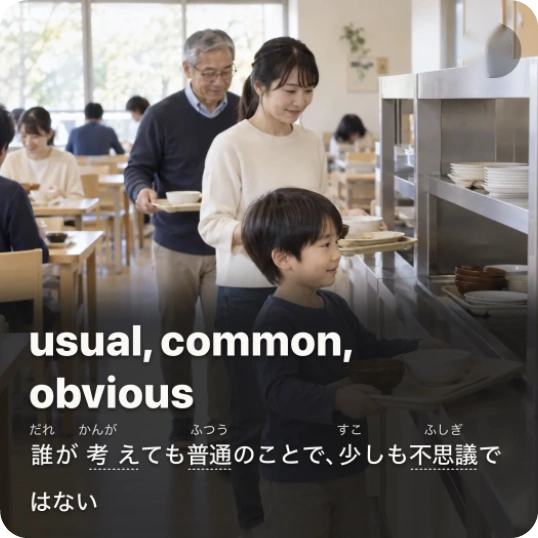 usual, common,
obvious
だれ かんが ふつう すこ ふしぎ
誰が考えても普通のことで、少しも不思議で
はない